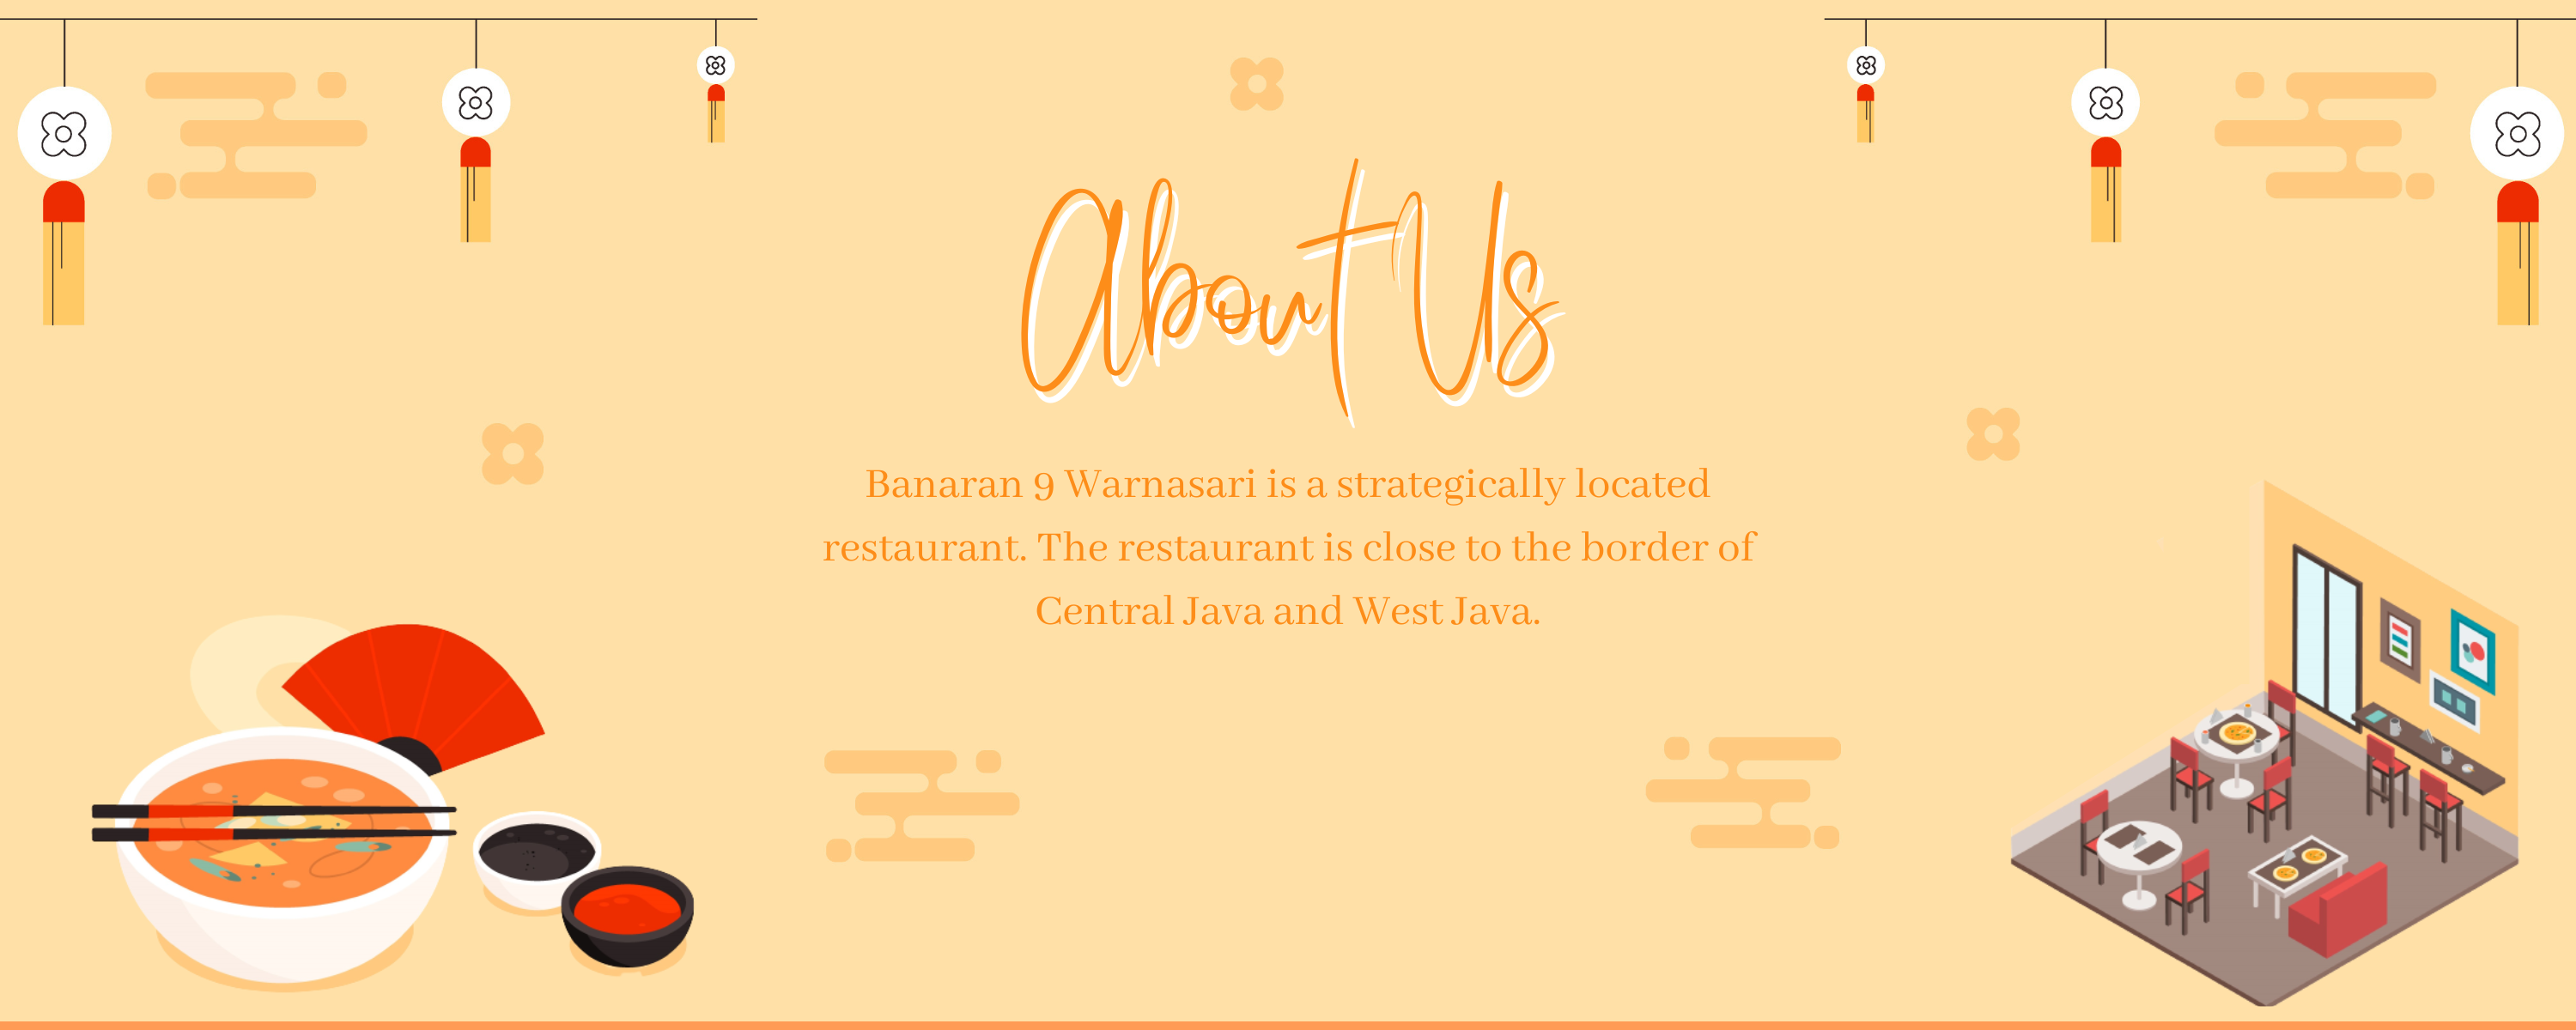 About Us
Banaran 9 Warnasari is a strategically located
restaurant. The restaurant is close to the border of
Central Java and West Java.